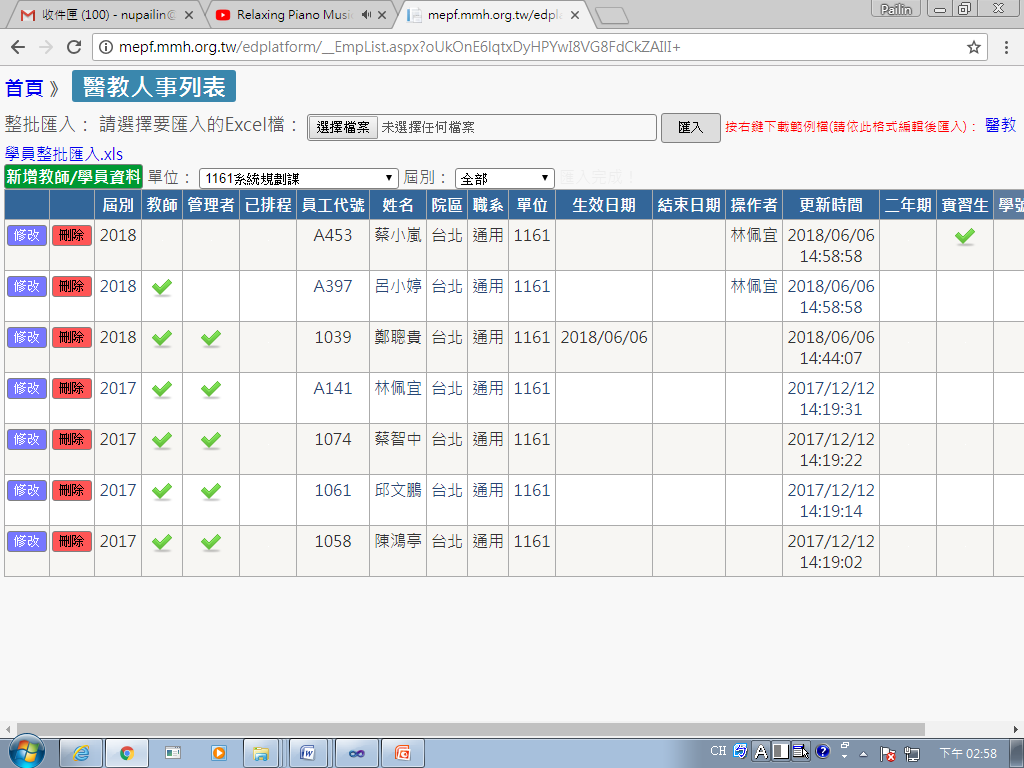 收件匣 (100) - nupailin@
Relaxing Piano Musi
mepf.mmh.org.tw/edpla
Pailin
mepf.mmh.org.tw/edplatform/__EmpList.aspx?oUkOnE6lqtxDyHPYwI8VG8FdCkZAIlI+
首頁 》 醫教人事列表
整批匯入： 請選擇要匯入的Excel檔： 選擇檔案 未選擇任何檔案 匯入 按右鍵下載範例檔(請依此格式編輯後匯入)： 醫教
學員整批匯入.xls
新增教師/學員資料 單位： 1161系統規劃課 屆別： 全部 匯入完成！
屆別 教師 管理者 已排程 員工代號 姓名 院區 職系 單位 生效日期 結束日期 操作者 更新時間 二年期 實習生 學號
修改 刪除 2018 A453 蔡小嵐 台北 通用 1161 林佩宜 2018/06/06
14:58:58
修改 刪除 2018 A397 呂小婷 台北 通用 1161 林佩宜 2018/06/06
14:58:58
修改 刪除 2018 1039 鄭聰貴 台北 通用 1161 2018/06/06 2018/06/06
14:44:07
修改 刪除 2017 A141 林佩宜 台北 通用 1161 2017/12/12
14:19:31
修改 刪除 2017 1074 蔡智中 台北 通用 1161 2017/12/12
14:19:22
修改 刪除 2017 1061 邱文鵬 台北 通用 1161 2017/12/12
14:19:14
修改 刪除 2017 1058 陳鴻亭 台北 通用 1161 2017/12/12
14:19:02
CH A 下午 02:58